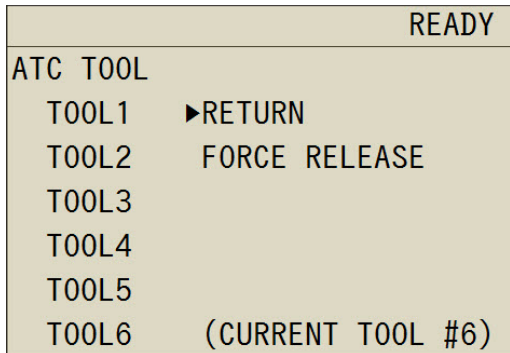 READY
ATC TOOL
TOOL1 ▶RETURN
TOOL2 FORCE RELEASE
TOOL3
TOOL4
TOOL5
TOOL6 (CURRENT TOOL #6)